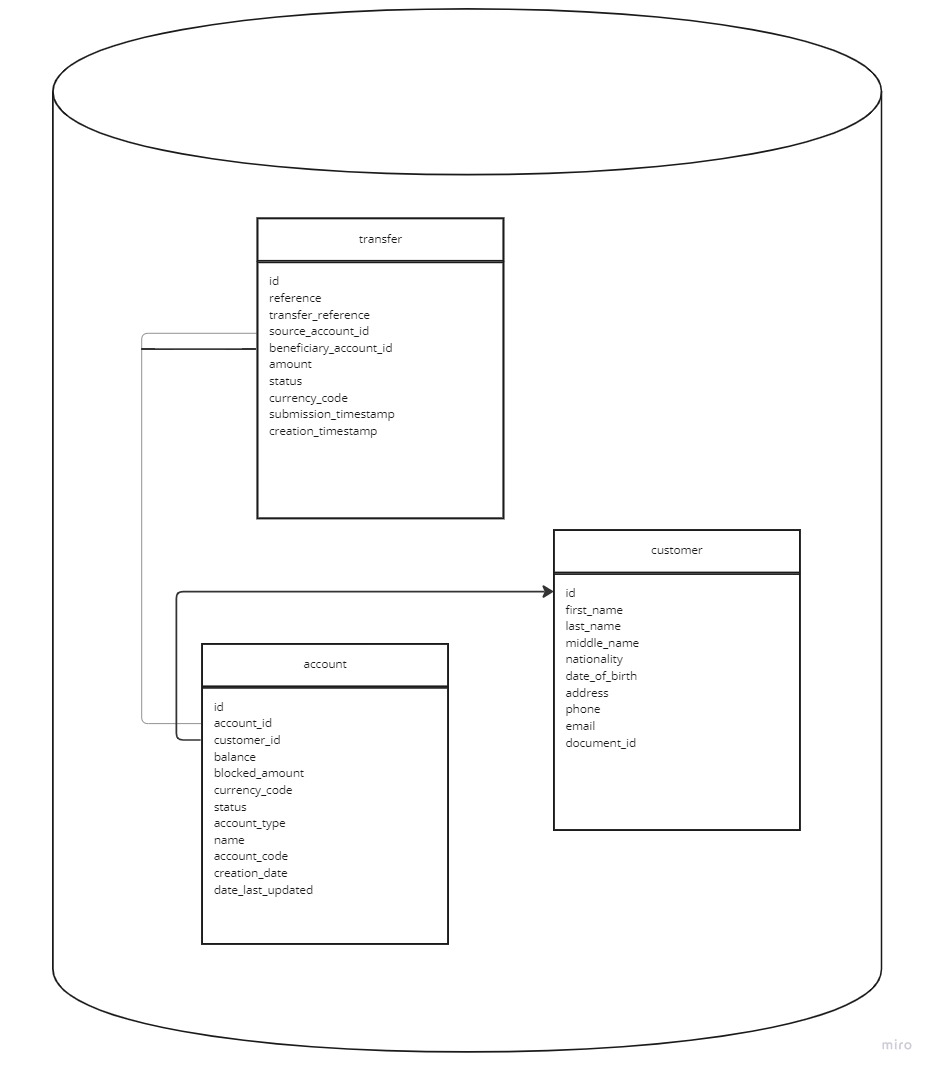 transfer
id
reference
transfer_reference
source_account_id
beneficiary_account_id
amount
status
currency_code
submission_timestamp
creation_timestamp
customer
id
first_name
last_name
middle_name
nationality
date_of_birth
address
phone
email
document_id
account
id
account_id
customer_id
balance
blocked_amount
currency_code
status
account_type
name
account_code
creation_date
date_last_updated
miro